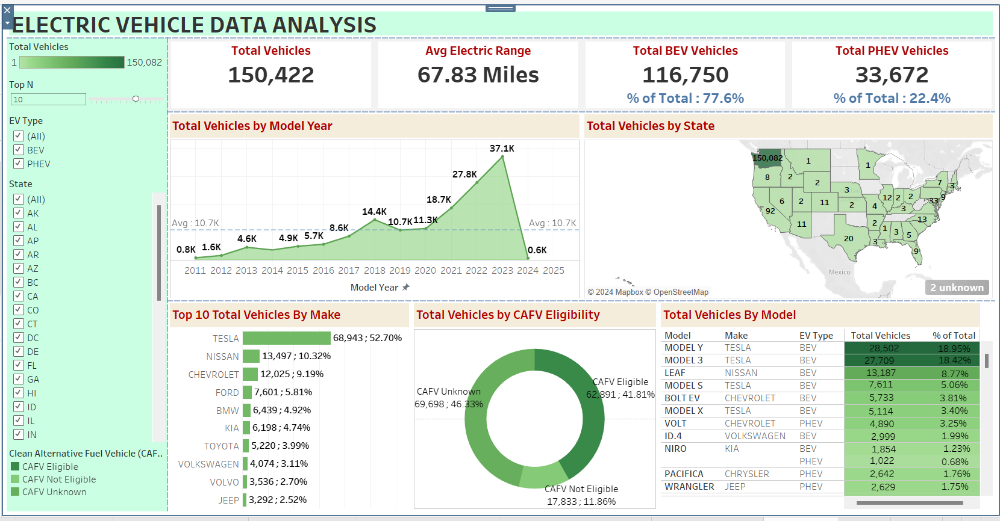 ELECTRIC VEHICLE DATA ANALYSIS
Total Vehicles
1 150,082
Top N
10
EV Type
(All)
BEV
PHEV
State
(All)
AK
AL
AP
AR
AZ
BC
CA
CO
CT
DC
DE
FL
GA
HI
ID
IL
IN
Clean Alternative Fuel Vehicle (CAF..
CAFV Eligible
CAFV Not Eligible
CAFV Unknown
Total Vehicles
150,422
Avg Electric Range
67.83 Miles
Total BEV Vehicles
116,750
% of Total : 77.6%
Total PHEV Vehicles
33,672
% of Total : 22.4%
Total Vehicles by Model Year
37.1K
27.8K
18.7K
14.4K
10.7K 11.3K
Avg : 10.7K Avg : 10.7K
8.6K
4.6K 4.9K 5.7K
0.8K 1.6K 0.6K
2011 2012 2013 2014 2015 2016 2017 2018 2019 2020 2021 2022 2023 2024 2025
Model Year
Total Vehicles by State
150,082 1 1
8 2 2 3 7 3
6 2 11 2 4 12 2 2 3 33 9
92 11 2 13
20 3 1 3 5 9
Mexico
© 2024 Mapbox © OpenStreetMap
2 unknown
Top 10 Total Vehicles By Make
TESLA 68,943 ; 52.70%
NISSAN 13,497 ; 10.32%
CHEVROLET 12,025 ; 9.19%
FORD 7,601 ; 5.81%
BMW 6,439 ; 4.92%
KIA 6,198 ; 4.74%
TOYOTA 5,220 ; 3.99%
VOLKSWAGEN 4,074 ; 3.11%
VOLVO 3,536 ; 2.70%
JEEP 3,292 ; 2.52%
Total Vehicles by CAFV Eligibility
CAFV Eligible
62,891 ; 41.81%
CAFV Unknown
69,698 ; 46.33%
CAFV Not Eligible
17,833 ; 11.86%
Total Vehicles By Model
Model Make EV Type Total Vehicles % of Total
MODEL Y TESLA BEV 28,502 18.95%
MODEL 3 TESLA BEV 27,709 18.42%
LEAF NISSAN BEV 13,187 8.77%
MODEL S TESLA BEV 7,611 5.06%
BOLT EV CHEVROLET BEV 5,733 3.81%
MODEL X TESLA BEV 5,114 3.40%
VOLT CHEVROLET PHEV 4,890 3.25%
ID.4 VOLKSWAGEN BEV 2,999 1.99%
NIRO KIA BEV 1,854 1.23%
PHEV 1,022 0.68%
PACIFICA CHRYSLER PHEV 2,642 1.76%
WRANGLER JEEP PHEV 2,629 1.75%